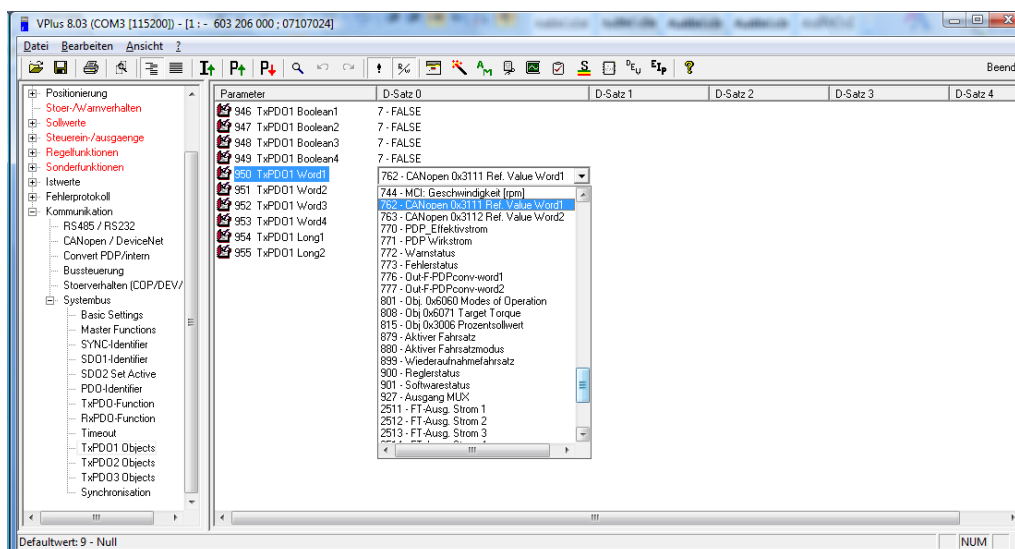 VPlus 8.03 (COM3 [115200]) - [1 : - 603 206 000 ; 07107024]
Datei Bearbeiten Ansicht ?
Beend
Positionierung
Stoer-/Warnverhalten
Sollwerte
Steuerein-/ausgaenge
Regelfunktionen
Sonderfunktionen
Istwerte
Fehlerprotokoll
Kommunikation
RS485 / RS232
CANopen / DeviceNet
Convert PDP/intern
Bussteuerung
Stoerverhalten (COP/DEV/
Systembus
Basic Settings
Master Functions
SYNC-Identifier
SDO1-Identifier
SDO2 Set Active
PDO-Identifier
TxPDO-Function
RxPDO-Function
Timeout
TxPDO1 Objects
TxPDO2 Objects
TxPDO3 Objects
Synchronisation
Parameter D-Satz 0 D-Satz 1 D-Satz 2 D-Satz 3 D-Satz 4
946 TxPDO1 Boolean1 7 - FALSE
947 TxPDO1 Boolean2 7 - FALSE
948 TxPDO1 Boolean3 7 - FALSE
949 TxPDO1 Boolean4 7 - FALSE
950 TxPDO1 Word1 762 - CANopen 0x3111 Ref. Value Word1
951 TxPDO1 Word2
952 TxPDO1 Word3
953 TxPDO1 Word4
954 TxPDO1 Long1
955 TxPDO1 Long2
744 - MCI: Geschwindigkeit [rpm]
762 - CANopen 0x3111 Ref. Value Word1
763 - CANopen 0x3112 Ref. Value Word2
770 - PDP_Effektivstrom
771 - PDP Wirkstrom
772 - Warnstatus
773 - Fehlerstatus
776 - Out-F-PDPconv-word1
777 - Out-F-PDPconv-word2
801 - Obj. 0x6060 Modes of Operation
808 - Obj 0x6071 Target Torque
815 - Obj 0x3006 Prozentsollwert
879 - Aktiver Fahrsatz
880 - Aktiver Fahrsatzmodus
899 - Wiederaufnahmefahrsatz
900 - Reglerstatus
901 - Softwarestatus
927 - Ausgang MUX
2511 - FT-Ausg. Strom 1
2512 - FT-Ausg. Strom 2
2513 - FT-Ausg. Strom 3
Defaultwert: 9 - Null
NUM